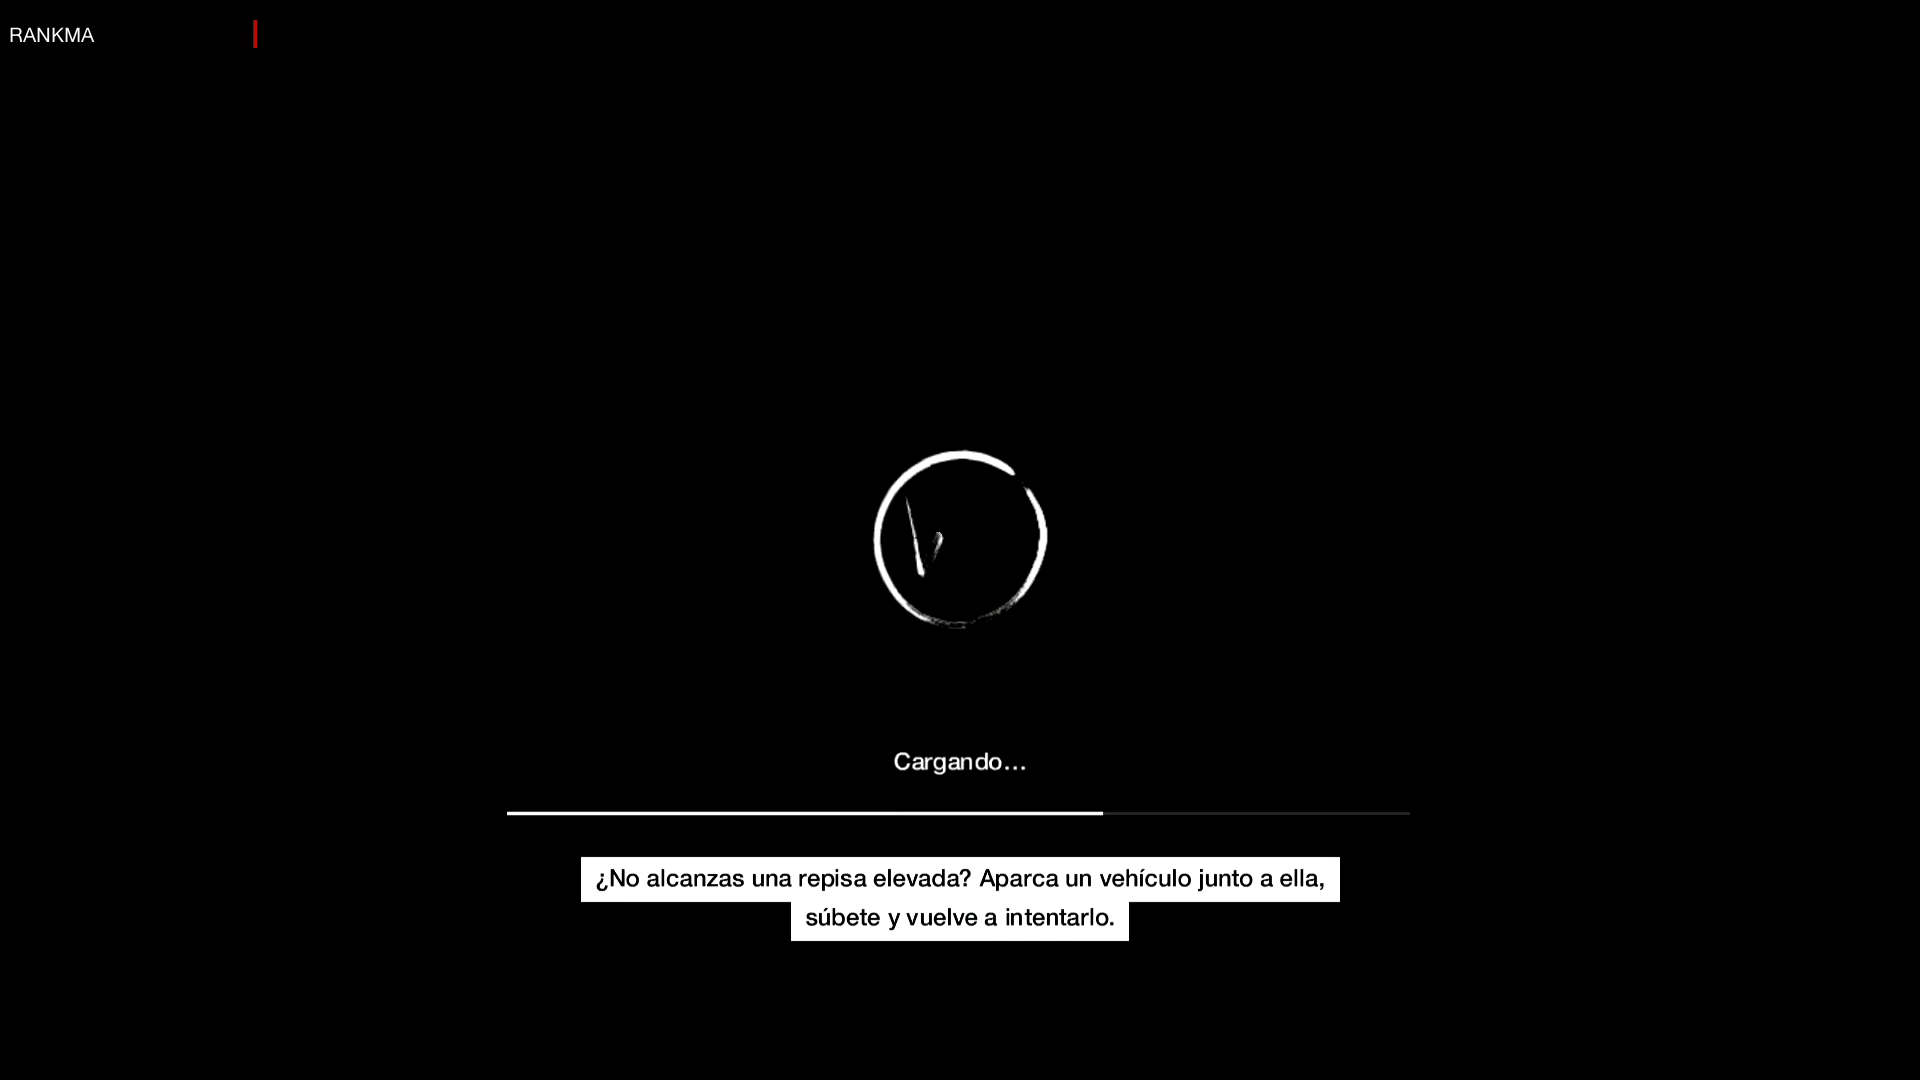 RANKMA
Cargando...
¿No alcanzas una repisa elevada? Aparca un vehículo junto a ella,
súbete y vuelve a intentarlo.